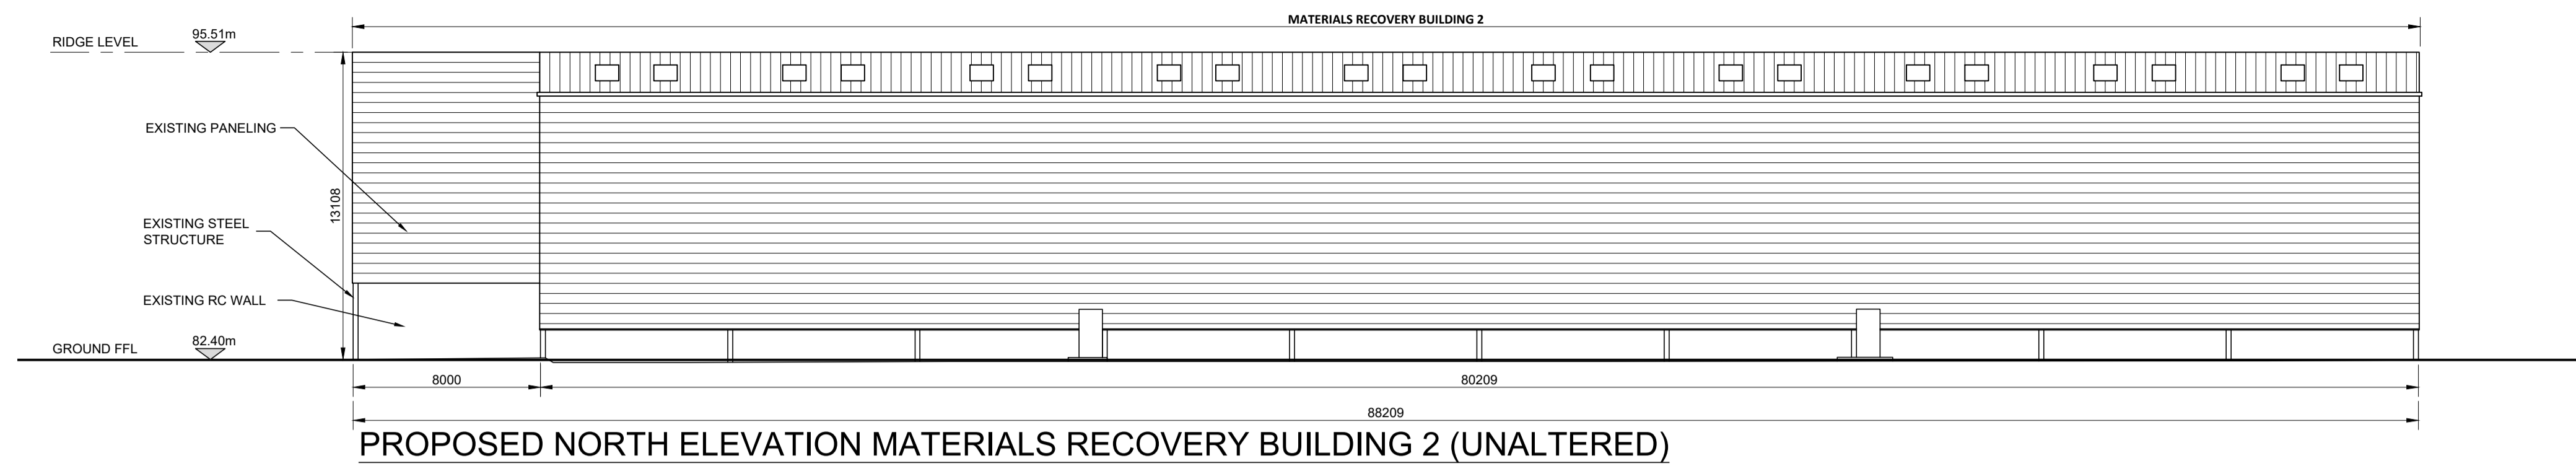 MATERIALS RECOVERY BUILDING 2
RIDGE LEVEL
95.51m
EXISTING PANELING
13108
EXISTING STEEL
STRUCTURE
EXISTING RC WALL
GROUND FFL
82.40m
8000
80209
88209
PROPOSED NORTH ELEVATION MATERIALS RECOVERY BUILDING 2 (UNALTERED)